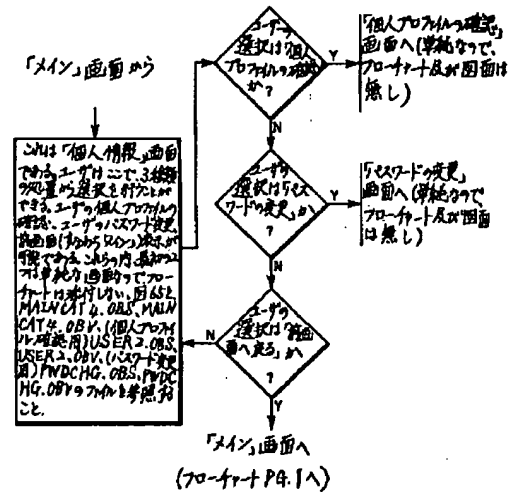 「メイン」画面から
これは「個人情報」画面
である。ユーザはここで、3種類
の処置から選択を行うことが
できる。ユーザの個人プロファイルの
確認、ユーザのパスワード変更、
前画面(すなわち「メイン」)表示が
可能である。これらの内、最初の2
つは単純な画面なのでフロー
チャートは添付しない。図65と
MAINCAT4.OBS、MAIN
CAT4.OBV、(個人プロファイ
ル確認用)USER2.OBS、
USER2.OBV、(パスワード変更
用)PWDCHG.OBS、PWDC
HG.OBVのファイルを参照する
こと。
ユーザの
選択は「個人
プロファイルの確認」
か
?
Y
N
「個人プロファイルの確認」
画面へ(単純なので、
フローチャート及び図面は
無し)
ユーザの
選択は「パス
ワードの変更」か
?
Y
N
「パスワードの変更」
画面へ(単純なので、
フローチャート及び図面
は無し)
ユーザの
選択は「前画
面へ戻る」か
?
N
Y
「メイン」画面へ
(フローチャートPG.1へ)